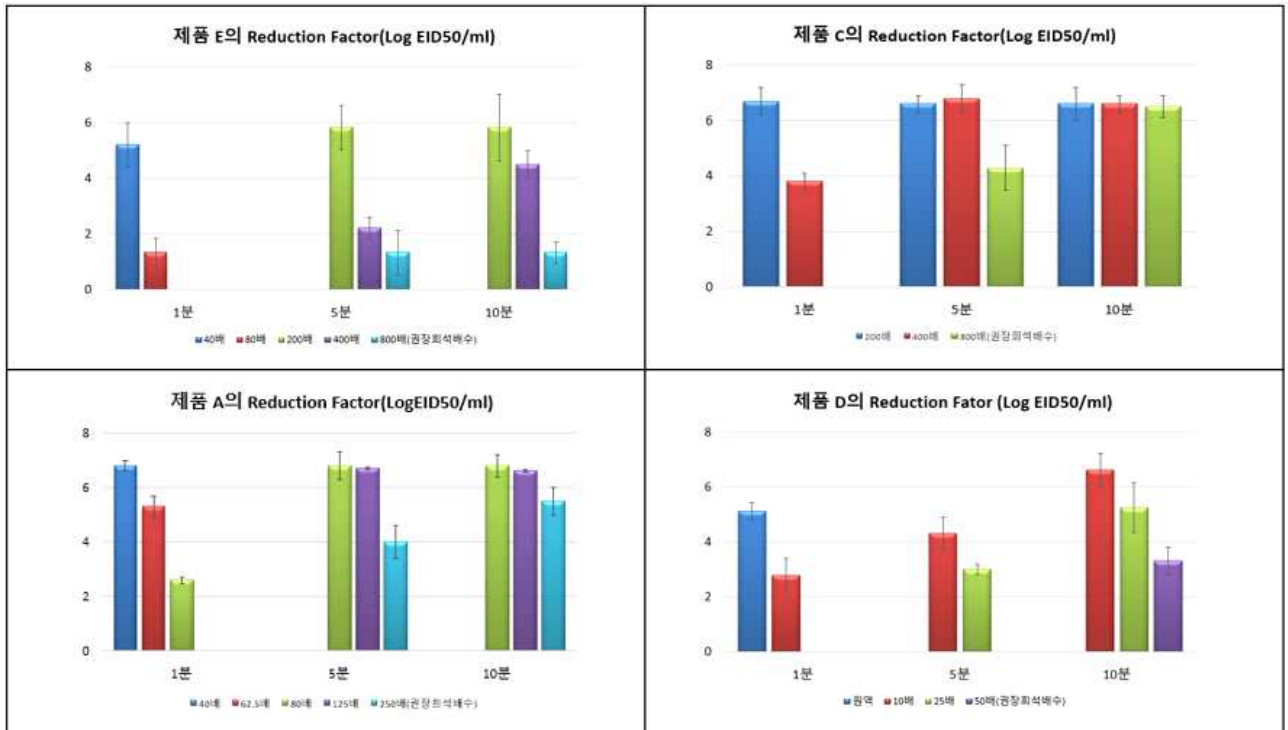 제품 E의 Reduction Factor(Log EID50/ml)
8
6
4
2
0
1분 5분 10분
40배 80배 200배 400배 800배(권장희석배수)
제품 C의 Reduction Factor(Log EID50/ml)
8
6
4
2
0
1분 5분 10분
200배 400배 800배(권장희석배수)
제품 A의 Reduction Factor(LogEID50/ml)
8
6
4
2
0
1분 5분 10분
40배 62.5배 80배 125배 250배(권장희석배수)
제품 D의 Reduction Fator (Log EID50/ml)
8
6
4
2
0
1분 5분 10분
원액 10배 25배 50배(권장희석배수)